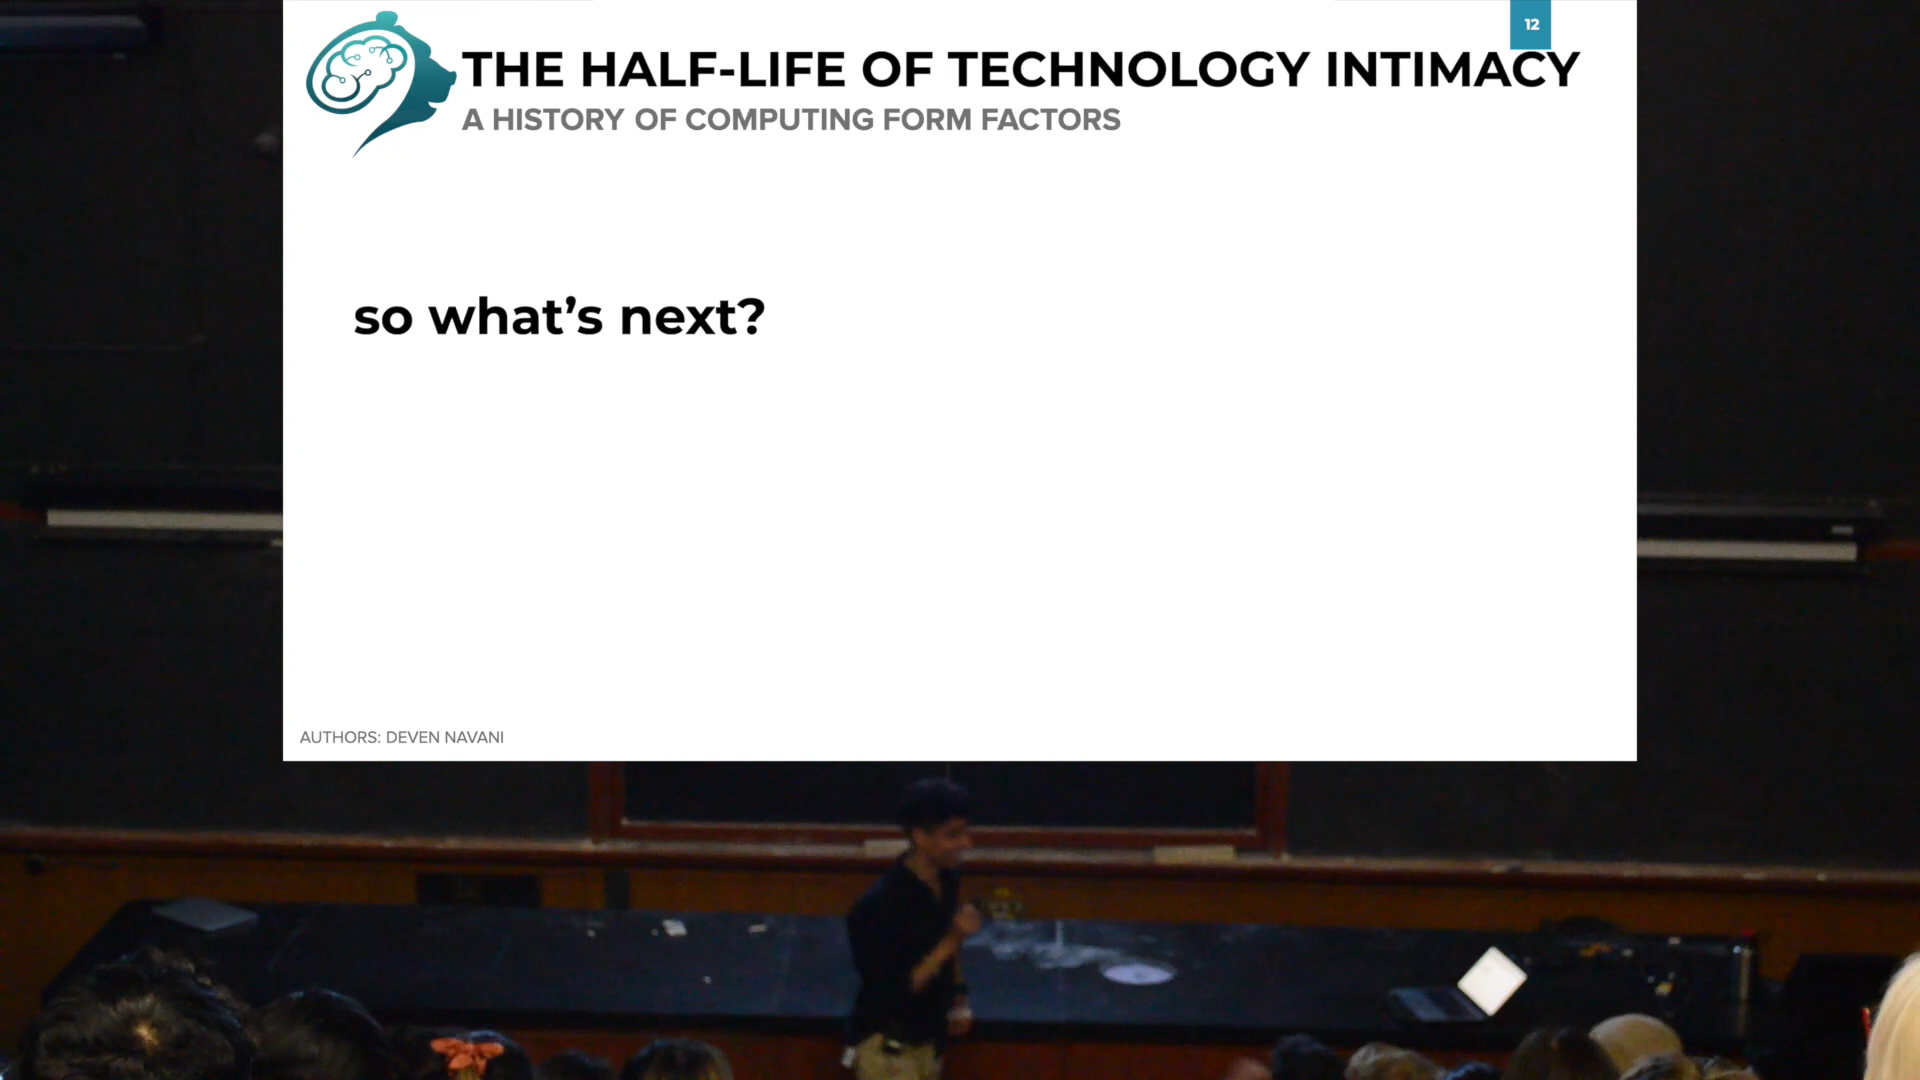 12
THE HALF-LIFE OF TECHNOLOGY INTIMACY
A HISTORY OF COMPUTING FORM FACTORS
so what’s next?
AUTHORS: DEVEN NAVANI